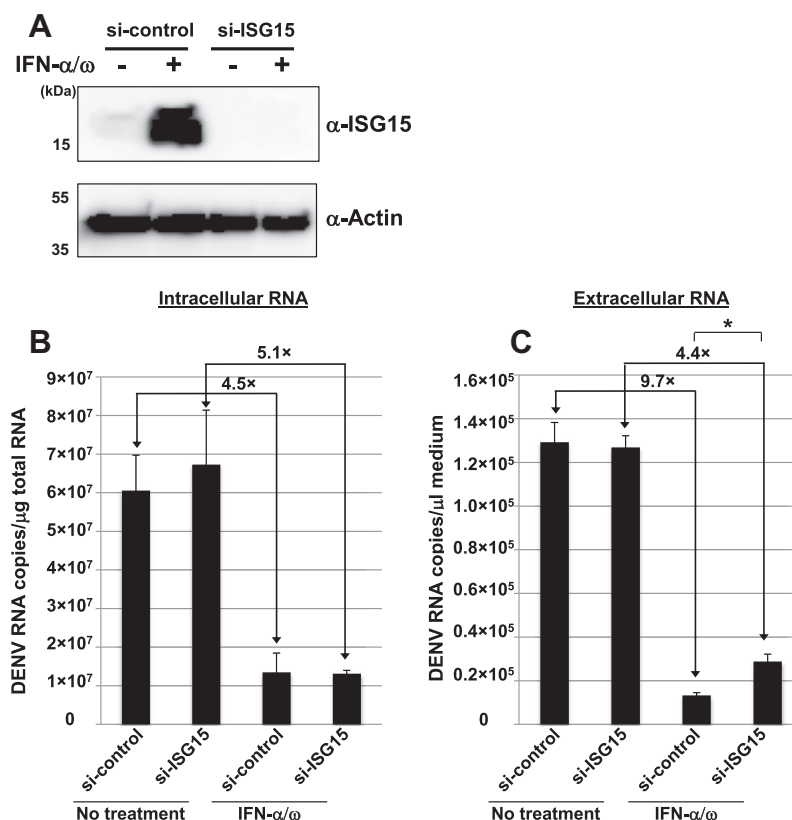 A
si-control si-ISG15
IFN-α/ω - + - +
(kDa)
15
α-ISG15
55
35
α-Actin
Intracellular RNA
B
DENV RNA copies/μg total RNA
9×10⁷
8×10⁷
7×10⁷
6×10⁷
5×10⁷
4×10⁷
3×10⁷
2×10⁷
1×10⁷
0
5.1×
4.5×
si-control si-ISG15 si-control si-ISG15
No treatment IFN-α/ω
Extracellular RNA
C
DENV RNA copies/μl medium
1.6×10⁵
1.4×10⁵
1.2×10⁵
1.0×10⁵
0.8×10⁵
0.6×10⁵
0.4×10⁵
0.2×10⁵
0
*
4.4×
9.7×
si-control si-ISG15 si-control si-ISG15
No treatment IFN-α/ω